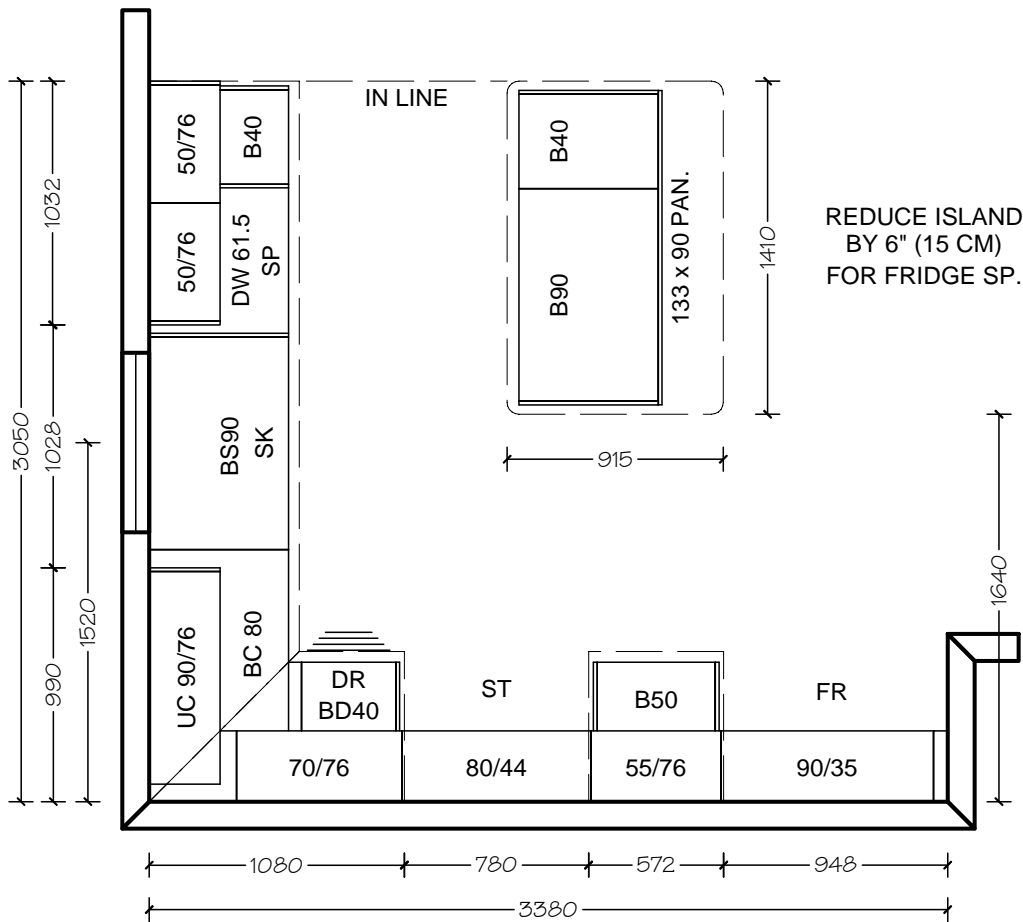 IN LINE
50/76
B40
50/76
DW 61.5
SP
B40
B90
133 x 90 PAN.
1410
REDUCE ISLAND
BY 6" (15 CM)
FOR FRIDGE SP.
1032
3050
1028
1520
990
BS90
SK
915
1640
UC 90/76
BC 80
DR
BD40
ST
B50
FR
70/76
80/44
55/76
90/35
1080
780
572
948
3380